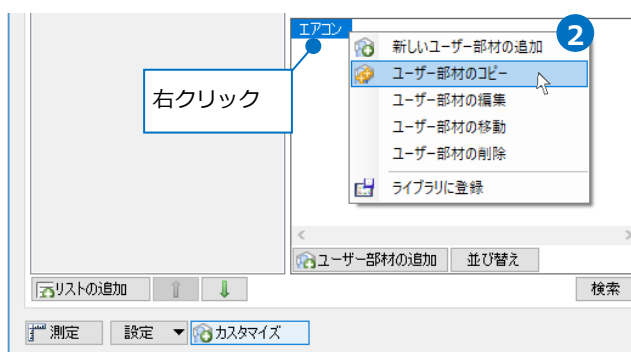 エアコン
2
新しいユーザー部材の追加
右クリック
ユーザー部材のコピー
ユーザー部材の編集
ユーザー部材の移動
ユーザー部材の削除
ライブラリに登録
ユーザー部材の追加 並び替え
リストの追加 検索
測定 設定 カスタマイズ